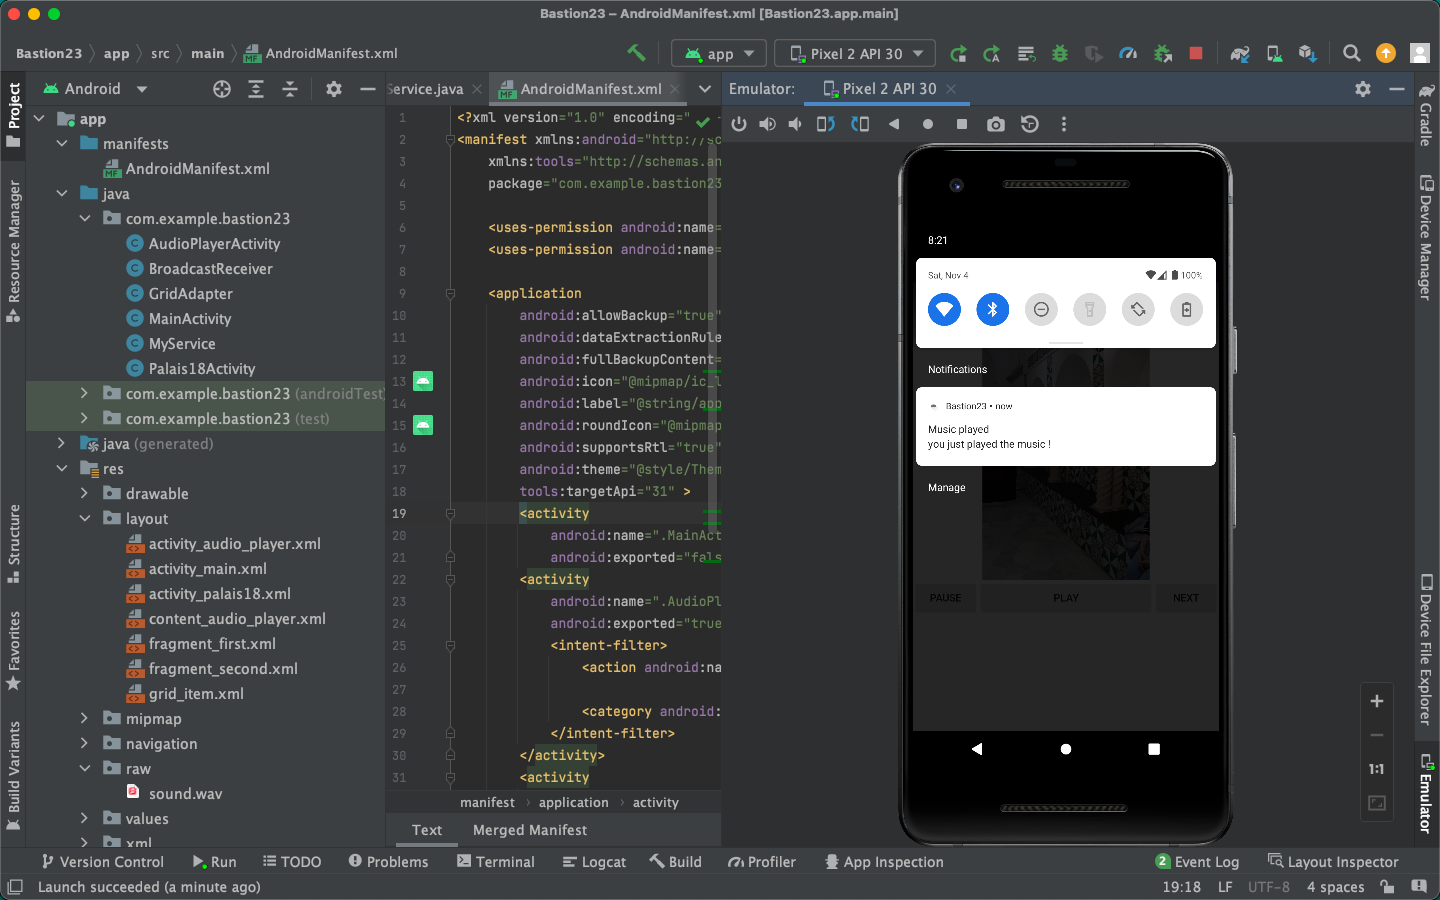 Bastion23 – AndroidManifest.xml [Bastion23.app.main]
Bastion23 app src main AndroidManifest.xml
app
Pixel 2 API 30
Android
Service.java
AndroidManifest.xml
Emulator:
Pixel 2 API 30
Project
Resource Manager
Structure
Favorites
Build Variants
app
manifests
AndroidManifest.xml
java
com.example.bastion23
AudioPlayerActivity
BroadcastReceiver
GridAdapter
MainActivity
MyService
Palais18Activity
com.example.bastion23 (androidTest)
com.example.bastion23 (test)
java (generated)
res
drawable
layout
activity_audio_player.xml
activity_main.xml
activity_palais18.xml
content_audio_player.xml
fragment_first.xml
fragment_second.xml
grid_item.xml
mipmap
navigation
raw
sound.wav
values
xml
1 <?xml version="1.0" encoding="
2 <manifest xmlns:android="http://sc
3 xmlns:tools="http://schemas.an
4 package="com.example.bastion23
5
6 <uses-permission android:name=
7 <uses-permission android:name=
8
9 <application
10 android:allowBackup="true"
11 android:dataExtractionRule
12 android:fullBackupContent=
13 android:icon="@mipmap/ic_l
14 android:label="@string/app
15 android:roundIcon="@mipmap
16 android:supportsRtl="true"
17 android:theme="@style/Them
18 tools:targetApi="31" >
19 <activity
20 android:name=".MainAct
21 android:exported="fals
22 <activity
23 android:name=".AudioPl
24 android:exported="true
25 <intent-filter>
26 <action android:na
27
28 <category android:
29 </intent-filter>
30 </activity>
31 <activity
manifest application activity
Text Merged Manifest
8:21
Sat, Nov 4
100%
Notifications
Bastion23 • now
Music played
you just played the music !
Manage
PAUSE PLAY NEXT
1:1
Gradle
Device Manager
Device File Explorer
Emulator
Version Control Run TODO Problems Terminal Logcat Build Profiler App Inspection 2 Event Log Layout Inspector
Launch succeeded (a minute ago) 19:18 LF UTF-8 4 spaces